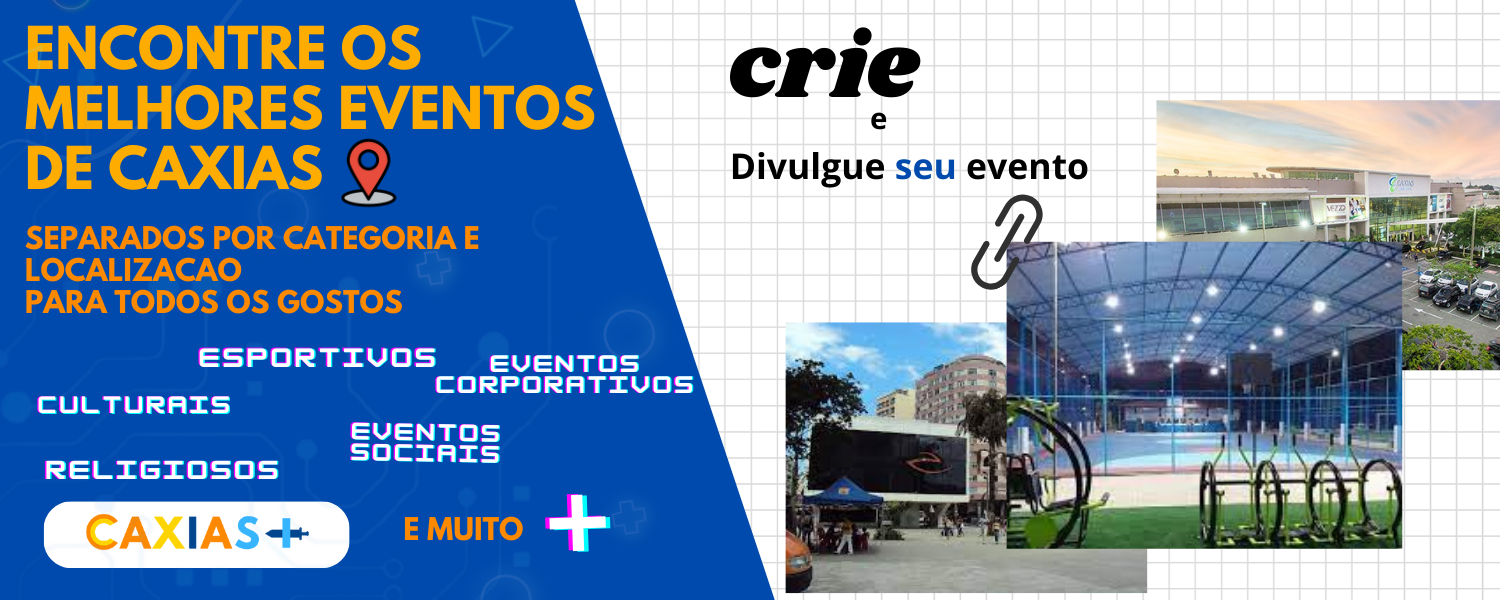 ENCONTRE OS
MELHORES EVENTOS
DE CAXIAS
SEPARADOS POR CATEGORIA E
LOCALIZACAO
PARA TODOS OS GOSTOS
ESPORTIVOS
EVENTOS
CORPORATIVOS
CULTURAIS
EVENTOS
SOCIAIS
RELIGIOSOS
CAXIAS+
E MUITO +
crie
e
Divulgue seu evento
CAXIAS